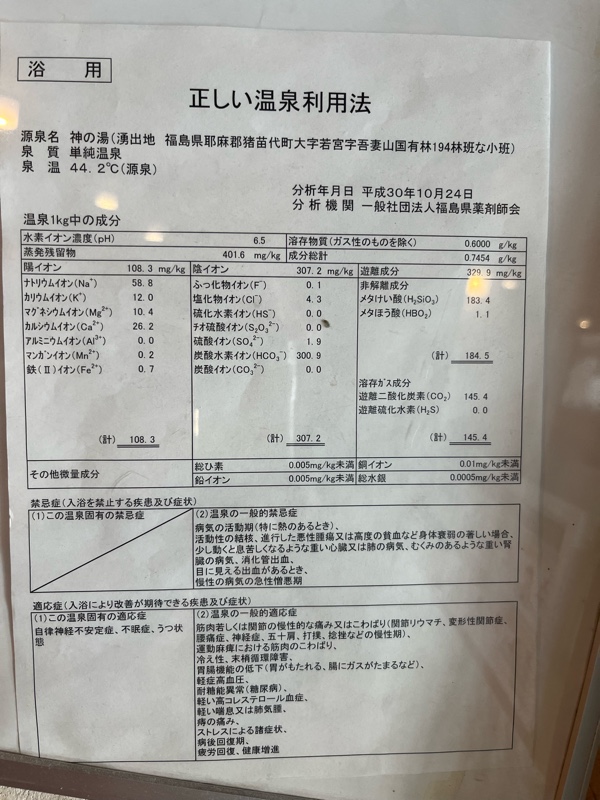 浴 用
正しい温泉利用法
源泉名 神の湯(湧出地 福島県耶麻郡猪苗代町大字若宮字吾妻山国有林194林班な小班)
泉 質 単純温泉
泉 温 44.2℃(源泉)
分析年月日 平成30年10月24日
分析機関 一般社団法人福島県薬剤師会
温泉1kg中の成分
水素イオン濃度(pH) 6.5 溶存物質(ガス性のものを除く) 0.6000 g/kg
蒸発残留物 401.6 mg/kg 成分総計 0.7454 g/kg
陽イオン 108.3 mg/kg 陰イオン 307.2 mg/kg 遊離成分 329.9 mg/kg
ナトリウムイオン(Na⁺) 58.8 ふっ化物イオン(F⁻) 0.1 非解離成分
カリウムイオン(K⁺) 12.0 塩化物イオン(Cl⁻) 4.3 メタけい酸(H₂SiO₃) 183.4
マグネシウムイオン(Mg²⁺) 10.4 硫化水素イオン(HS⁻) 0.0 メタほう酸(HBO₂) 1.1
カルシウムイオン(Ca²⁺) 26.2 チオ硫酸イオン(S₂O₃²⁻) 0.0
アルミニウムイオン(Al³⁺) 0.0 硫酸イオン(SO₄²⁻) 1.9
マンガンイオン(Mn²⁺) 0.2 炭酸水素イオン(HCO₃⁻) 300.9 (計) 184.5
鉄(Ⅱ)イオン(Fe²⁺) 0.7 炭酸イオン(CO₃²⁻) 0.0
溶存ガス成分
遊離二酸化炭素(CO₂) 145.4
遊離硫化水素(H₂S) 0.0
(計) 108.3 (計) 307.2 (計) 145.4
その他微量成分 総ひ素 0.005mg/kg未満 銅イオン 0.01mg/kg未満
鉛イオン 0.005mg/kg未満 総水銀 0.0005mg/kg未満
禁忌症(入浴を禁止する疾患及び症状)
(1)この温泉固有の禁忌症
(2)温泉の一般的禁忌症
病気の活動期(特に熱のあるとき)、
活動性の結核、進行した悪性腫瘍又は高度の貧血など身体衰弱の著しい場合、
少し動くと息苦しくなるような重い心臓又は肺の病気、むくみのあるような重い腎
臓の病気、消化管出血、
目に見える出血があるとき、
慢性の病気の急性憎悪期
適応症(入浴により改善が期待できる疾患及び症状)
(1)この温泉固有の適応症
自律神経不安定症、不眠症、うつ状
態
(2)温泉の一般的適応症
筋肉若しくは関節の慢性的な痛み又はこわばり(関節リウマチ、変形性関節症、
腰痛症、神経症、五十肩、打撲、捻挫などの慢性期)、
運動麻痺における筋肉のこわばり、
冷え性、末梢循環障害、
胃腸機能の低下(胃がもたれる、腸にガスがたまるなど)、
軽症高血圧、
耐糖能異常(糖尿病)、
軽い高コレステロール血症、
軽い喘息又は肺気腫、
痔の痛み、
ストレスによる諸症状、
病後回復期、
疲労回復、健康増進